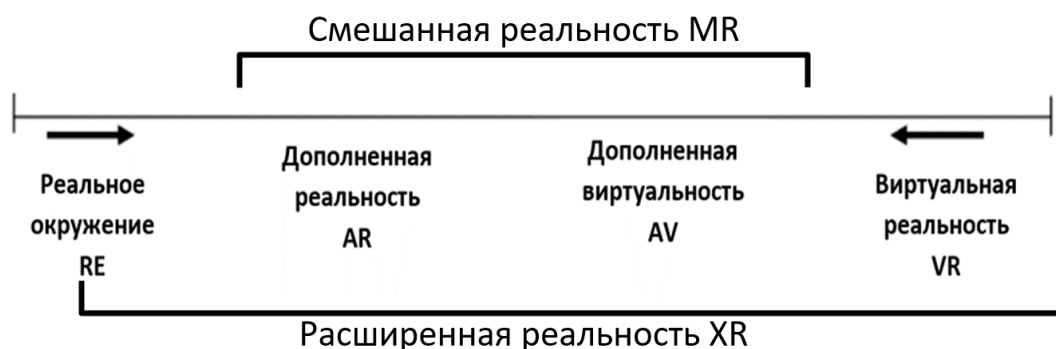 Смешанная реальность MR
Дополненная
реальность
AR
Дополненная
виртуальность
AV
Реальное
окружение
RE
Виртуальная
реальность
VR
Расширенная реальность XR